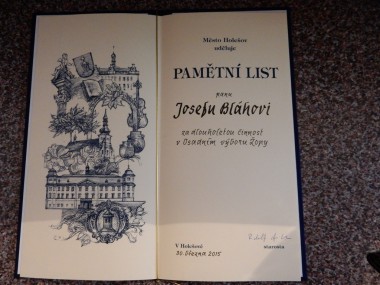 Město Holešov
uděluje
PAMĚTNÍ LIST
panu
Josefu Bláhovi
za dlouholetou činnost
v Osadním výboru Žopy
V Holešově
30. března 2015
starosta